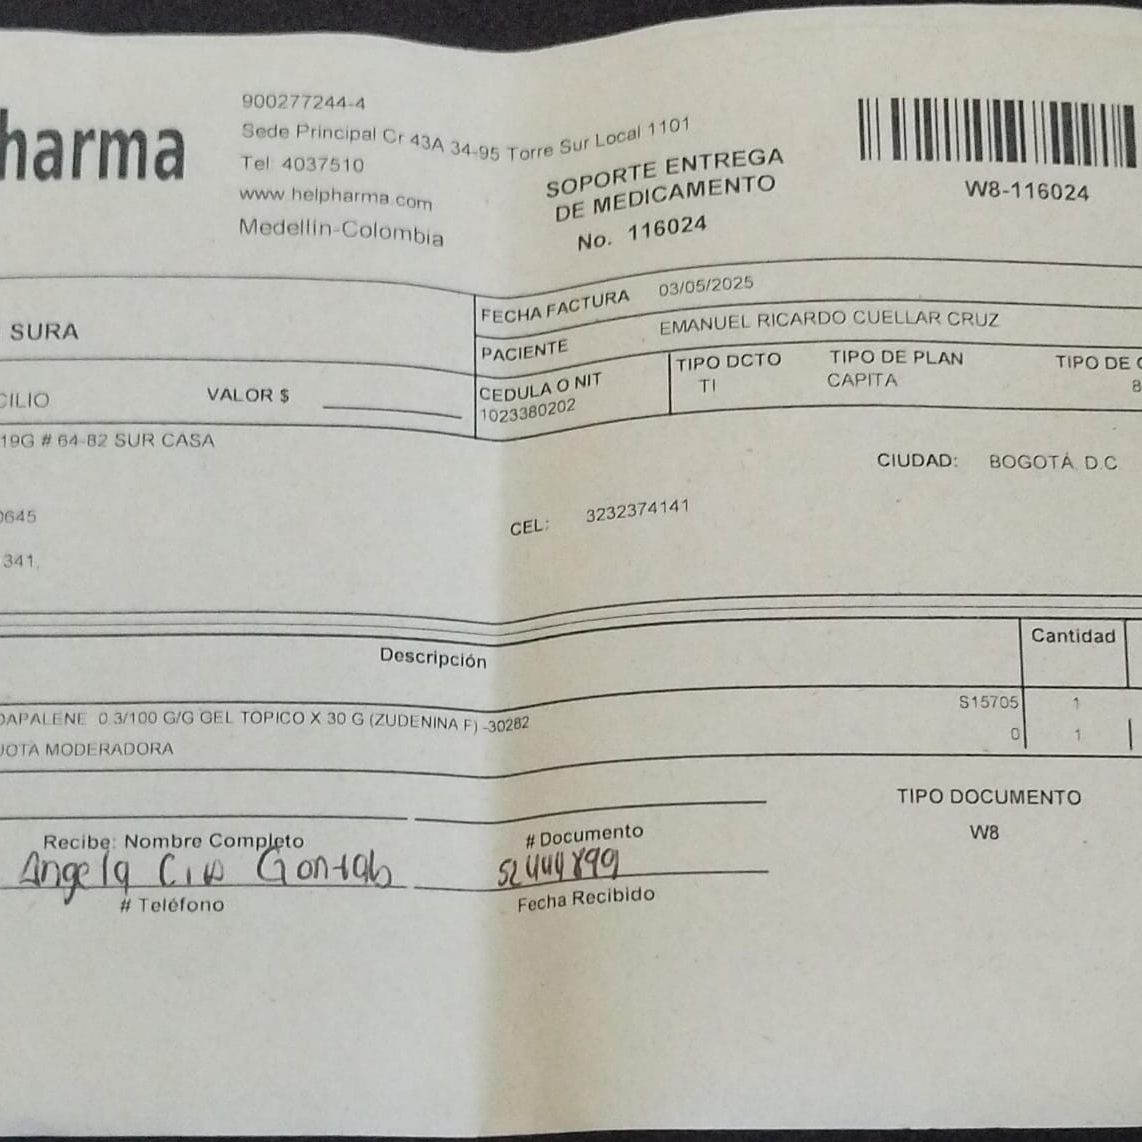 harma
900277244-4
Sede Principal Cr 43A 34-95 Torre Sur Local 1101
Tel: 4037510
www.helpharma.com
Medellín-Colombia
SOPORTE ENTREGA
DE MEDICAMENTO
No. 116024
W8-116024
SURA
FECHA FACTURA 03/05/2025
PACIENTE EMANUEL RICARDO CUELLAR CRUZ
CILIO VALOR $
CEDULA O NIT
1023380202
TIPO DCTO TIPO DE PLAN TIPO DE C
TI CAPITA 8
19G # 64-82 SUR CASA
CIUDAD: BOGOTÁ, D.C
0645
CEL: 3232374141
341,
Descripción Cantidad
DAPALENE 0.3/100 G/G GEL TOPICO X 30 G (ZUDENINA F) -30282 S15705 1
UOTA MODERADORA 0 1
TIPO DOCUMENTO
W8
Recibe: Nombre Completo # Documento
Angela 52444899
# Teléfono Fecha Recibido